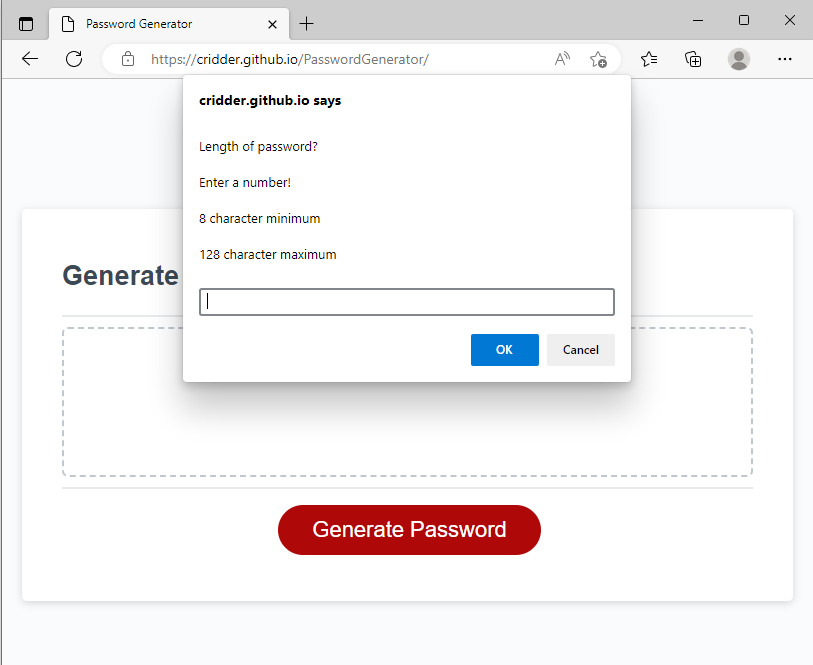 Password Generator
https://cridder.github.io/PasswordGenerator/
cridder.github.io says
Length of password?
Enter a number!
8 character minimum
128 character maximum
OK
Cancel
Generate
Generate Password